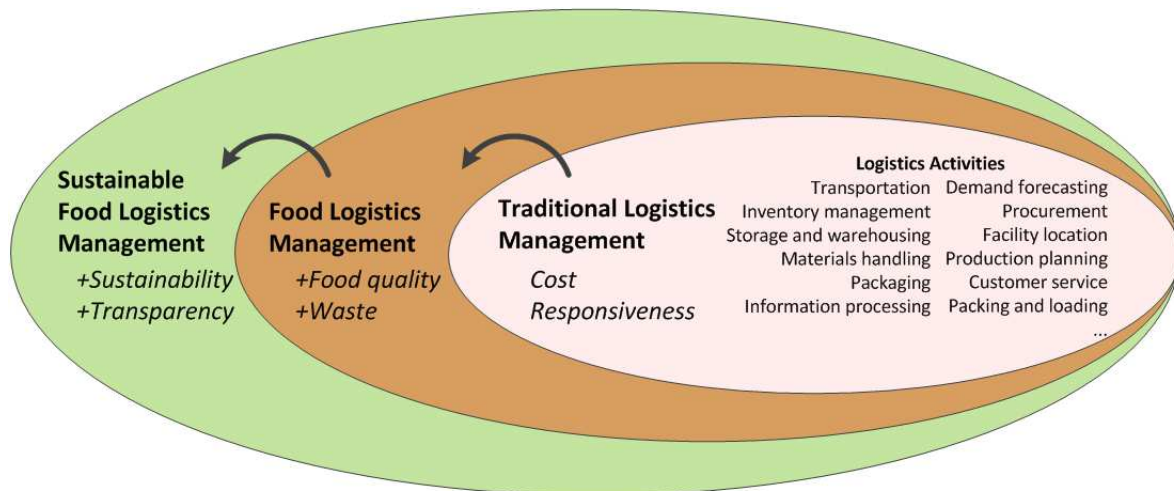 Sustainable
Food Logistics
Management
+Sustainability
+Transparency
Food Logistics
Management
+Food quality
+Waste
Traditional Logistics
Management
Cost
Responsiveness
Logistics Activities
Transportation Demand forecasting
Inventory management Procurement
Storage and warehousing Facility location
Materials handling Production planning
Packaging Customer service
Information processing Packing and loading
...